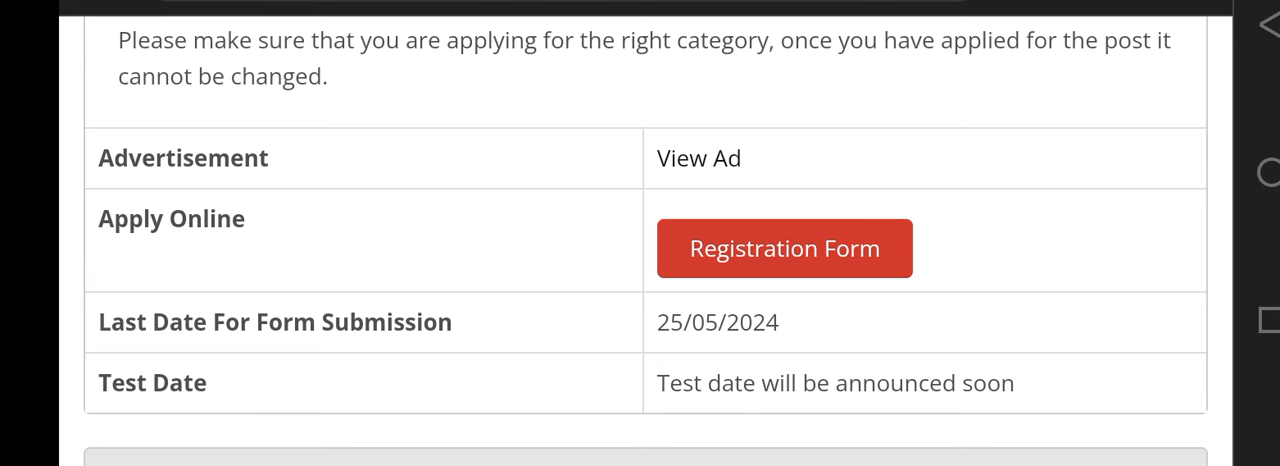 Please make sure that you are applying for the right category, once you have applied for the post it
cannot be changed.
Advertisement
View Ad
Apply Online
Registration Form
Last Date For Form Submission
25/05/2024
Test Date
Test date will be announced soon